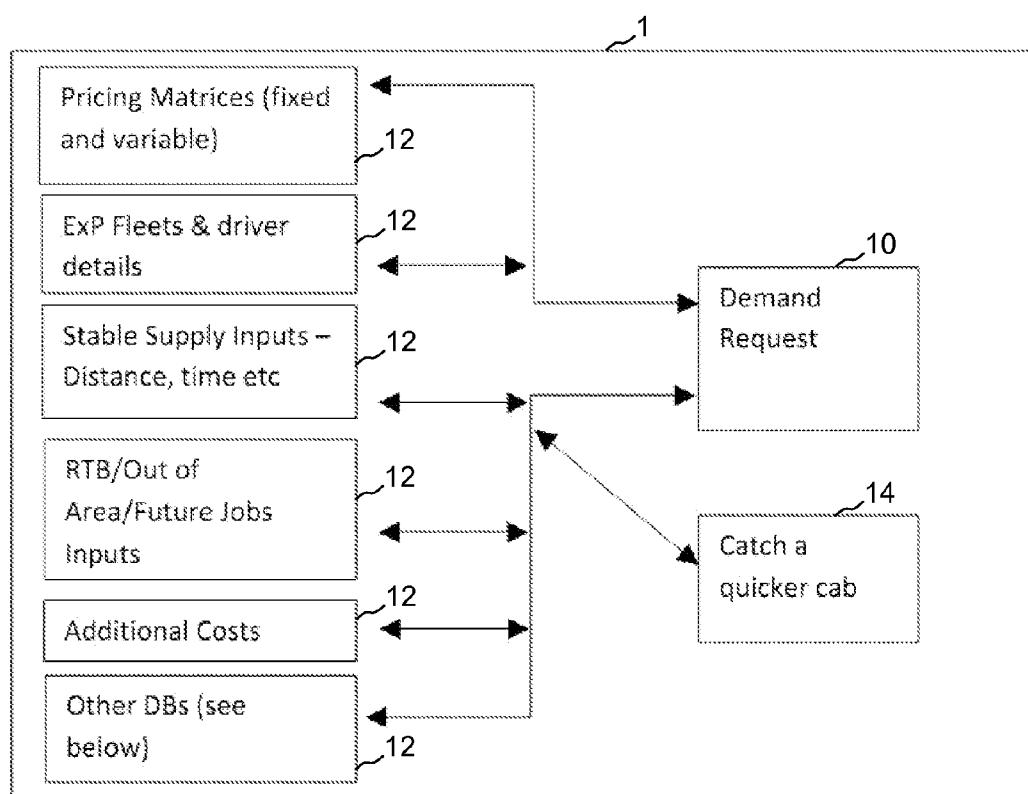 1
Pricing Matrices (fixed
and variable)
12
ExP Fleets & driver
details
12
Stable Supply Inputs –
Distance, time etc
12
RTB/Out of
Area/Future Jobs
Inputs
12
Additional Costs
12
Other DBs (see
below)
12
10
Demand
Request
14
Catch a
quicker cab